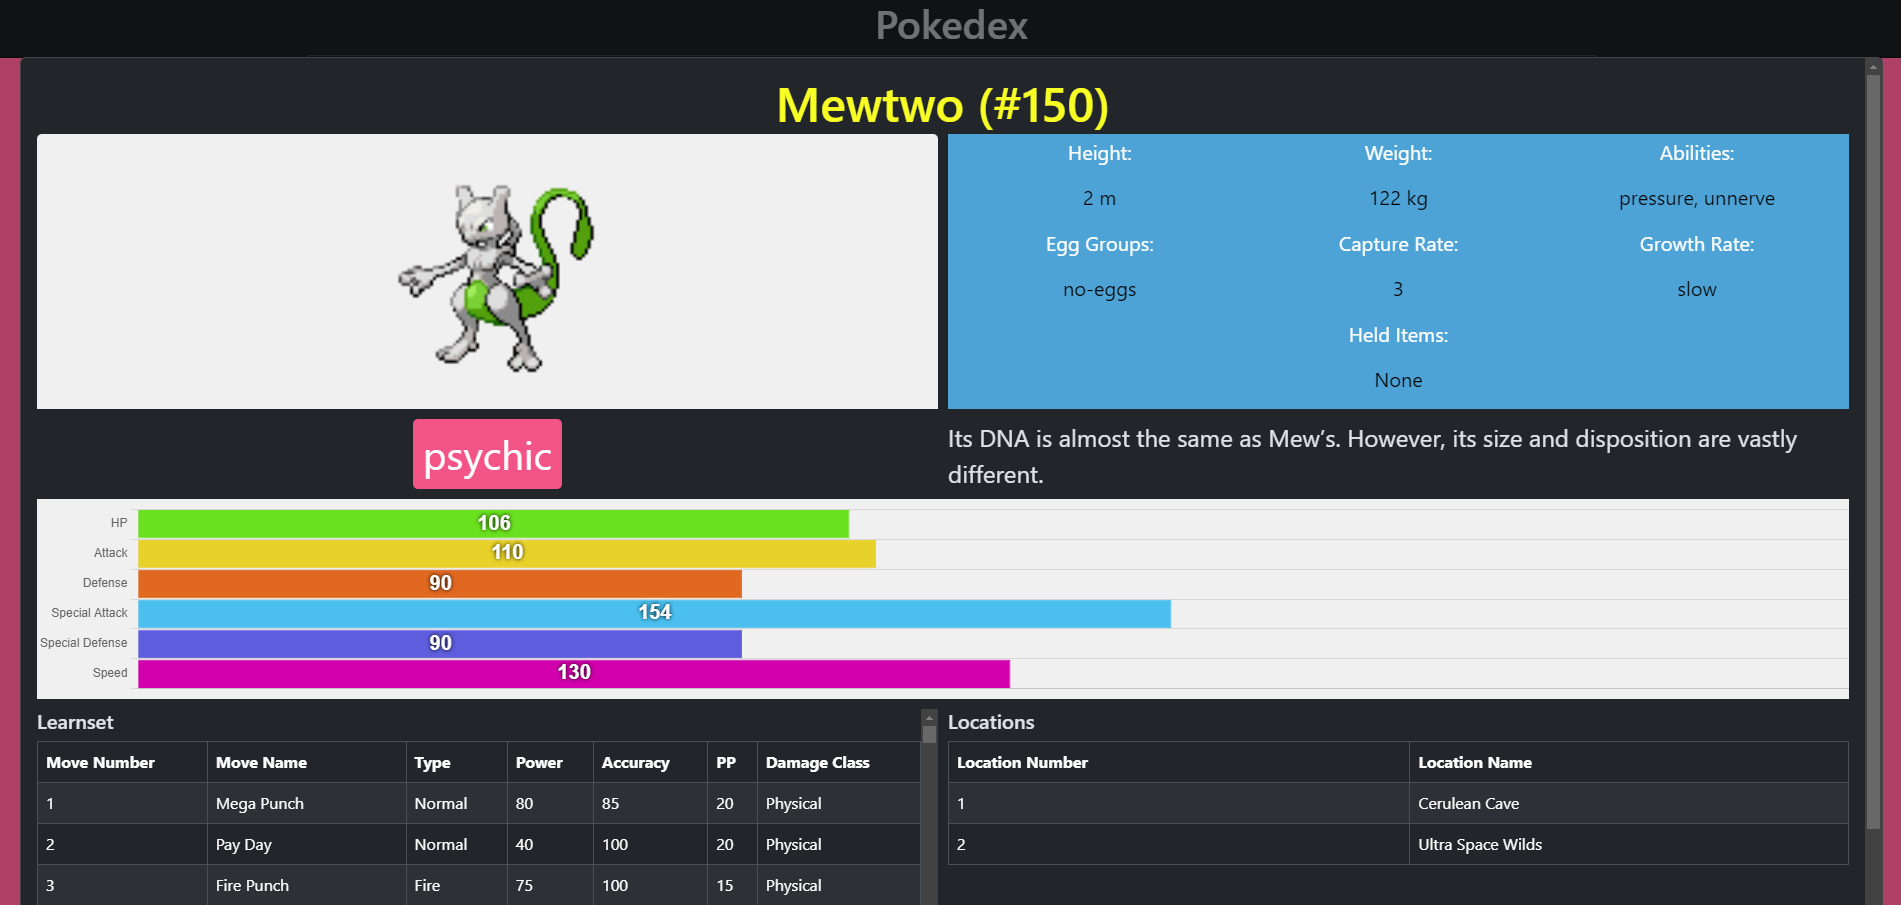 Pokedex
Mewtwo (#150)
Height: Weight: Abilities:
2 m 122 kg pressure, unnerve
Egg Groups: Capture Rate: Growth Rate:
no-eggs 3 slow
Held Items:
None
psychic
Its DNA is almost the same as Mew’s. However, its size and disposition are vastly
different.
HP 106
Attack 110
Defense 90
Special Attack 154
Special Defense 90
Speed 130
Learnset
Move Number Move Name Type Power Accuracy PP Damage Class
1 Mega Punch Normal 80 85 20 Physical
2 Pay Day Normal 40 100 20 Physical
3 Fire Punch Fire 75 100 15 Physical
Locations
Location Number Location Name
1 Cerulean Cave
2 Ultra Space Wilds